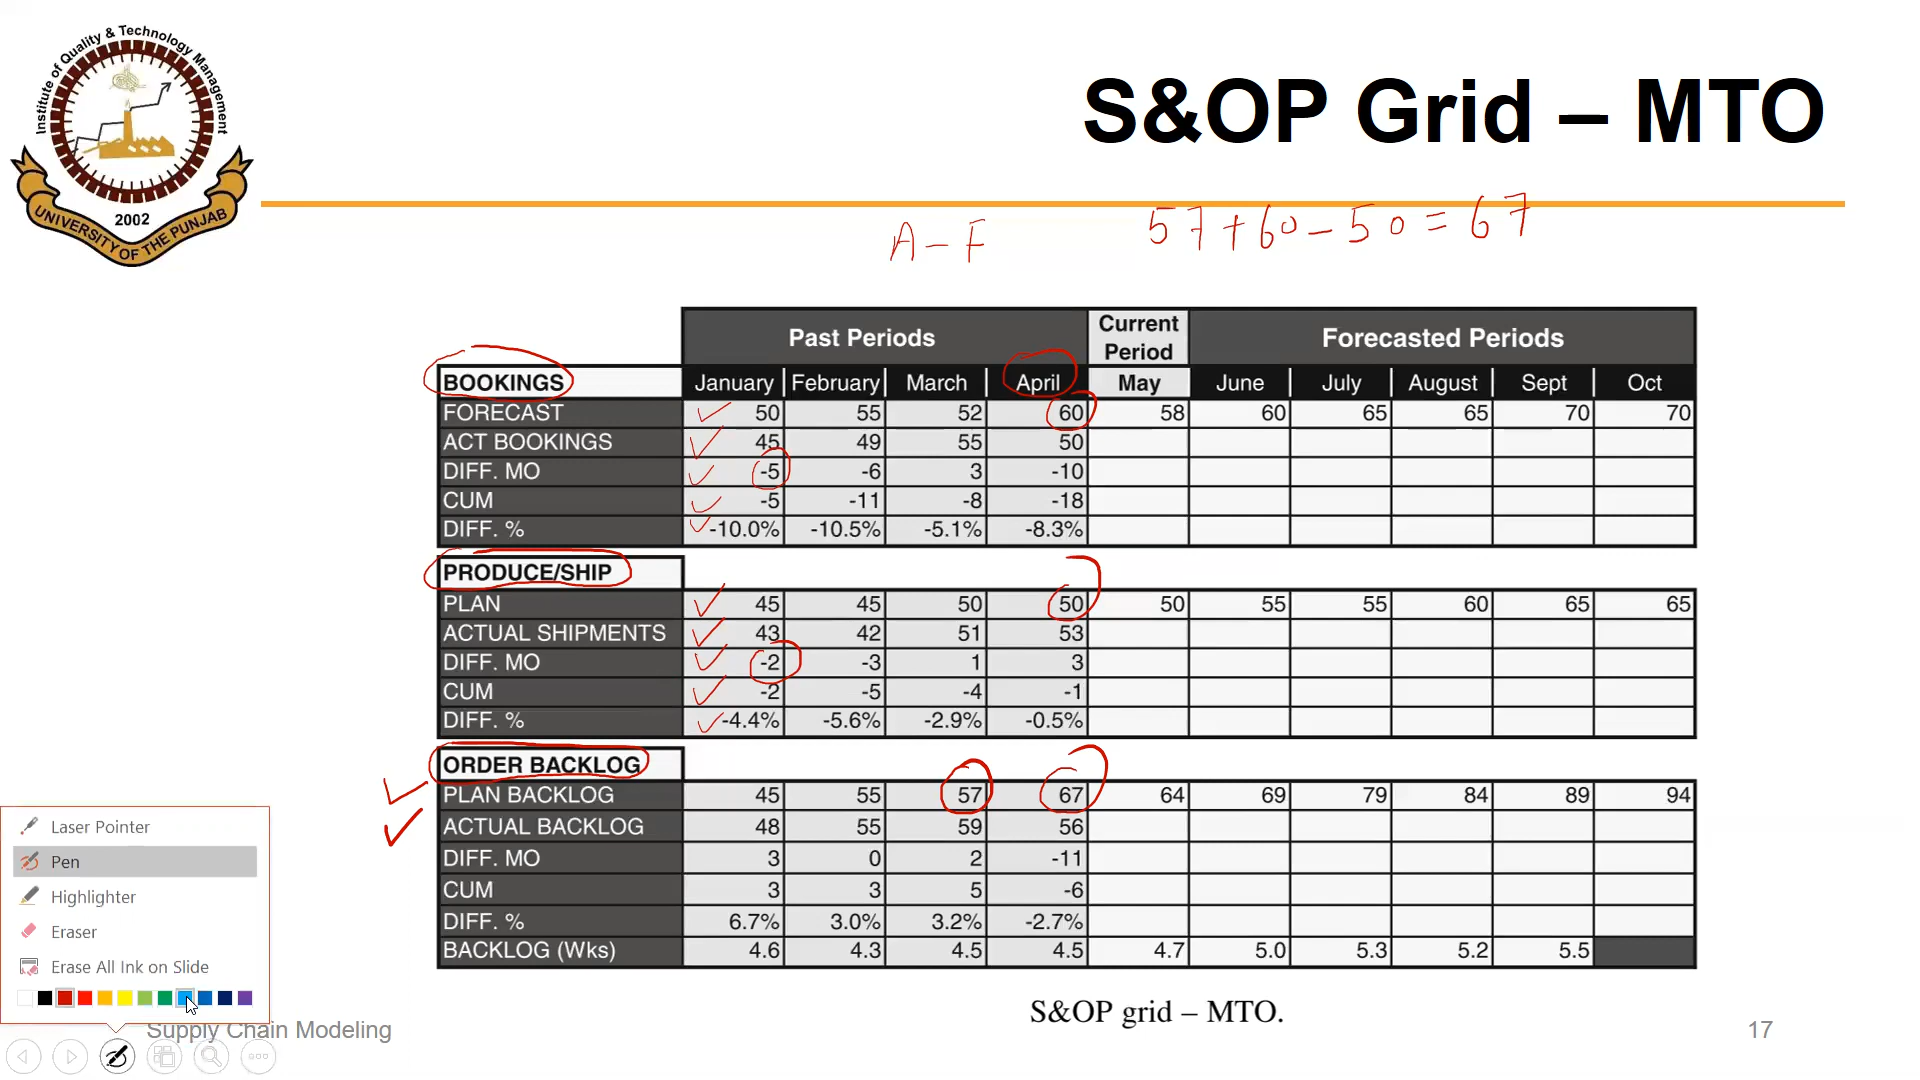 Institute of Quality & Technology Management
2002
UNIVERSITY OF THE PUNJAB
S&OP Grid – MTO
A – F
57 + 60 – 50 = 67
Past Periods Current Period Forecasted Periods
BOOKINGS January February March April May June July August Sept Oct
FORECAST 50 55 52 60 58 60 65 65 70 70
ACT BOOKINGS 45 49 55 50
DIFF. MO -5 -6 3 -10
CUM -5 -11 -8 -18
DIFF. % -10.0% -10.5% -5.1% -8.3%
PRODUCE/SHIP
PLAN 45 45 50 50 50 55 55 60 65 65
ACTUAL SHIPMENTS 43 42 51 53
DIFF. MO -2 -3 1 3
CUM -2 -5 -4 -1
DIFF. % -4.4% -5.6% -2.9% -0.5%
ORDER BACKLOG
PLAN BACKLOG 45 55 57 67 64 69 79 84 89 94
ACTUAL BACKLOG 48 55 59 56
DIFF. MO 3 0 2 -11
CUM 3 3 5 -6
DIFF. % 6.7% 3.0% 3.2% -2.7%
BACKLOG (Wks) 4.6 4.3 4.5 4.5 4.7 5.0 5.3 5.2 5.5
Laser Pointer
Pen
Highlighter
Eraser
Erase All Ink on Slide
S&OP grid – MTO.
Supply Chain Modeling
17